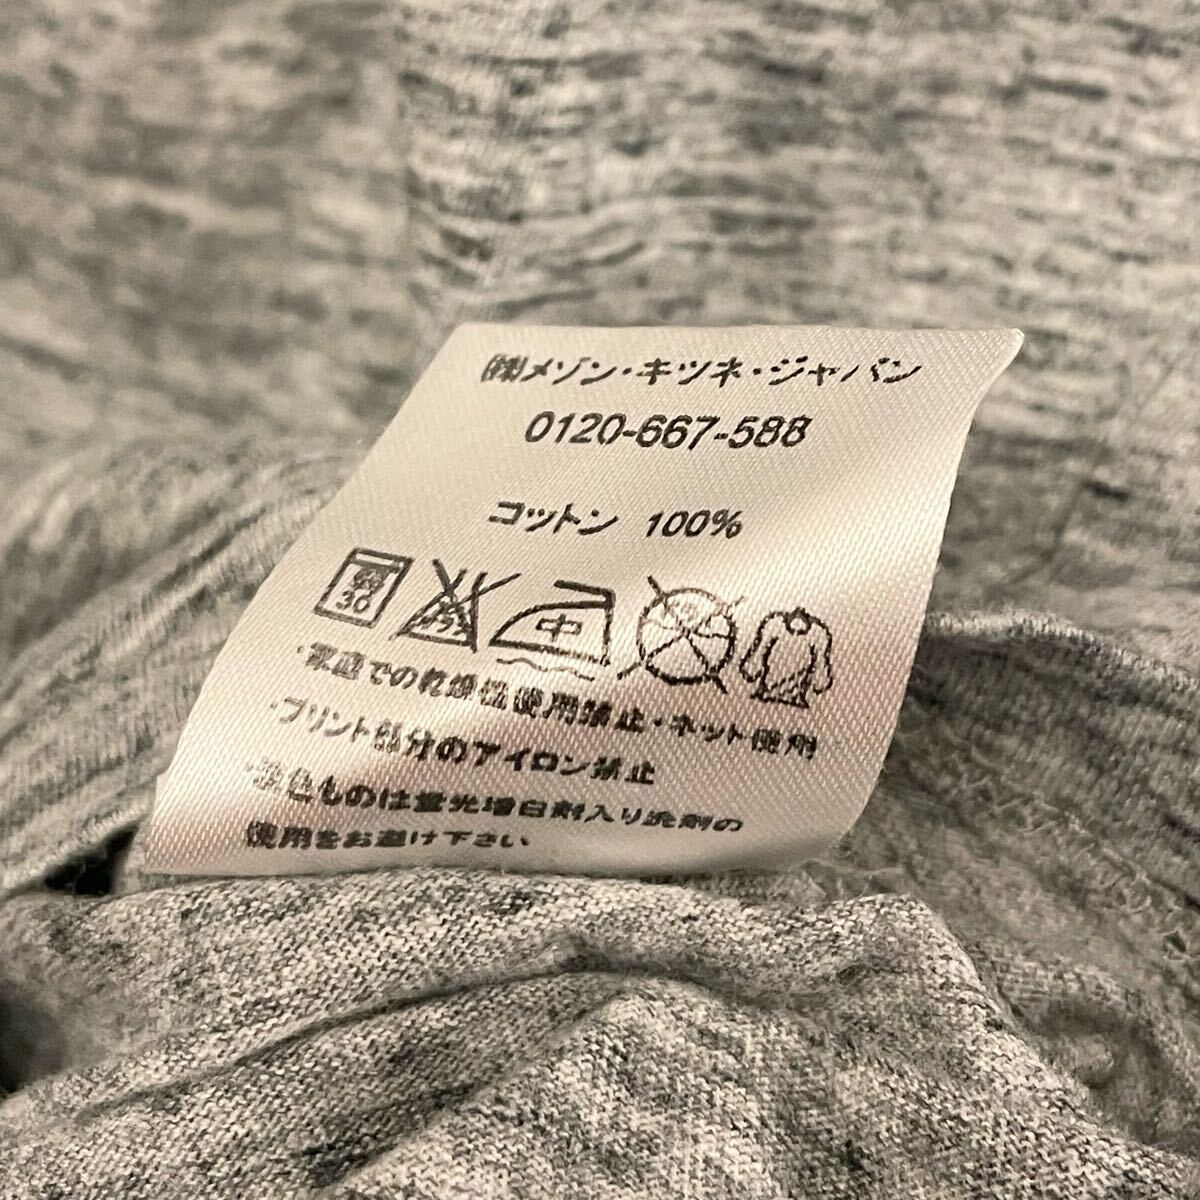 ㈱メゾン・キツネ・ジャパン
0120-667-588
コットン 100%
30 中
・家庭での乾燥機使用禁止・ネット使用
・プリント部分のアイロン禁止
・淡色ものは蛍光増白剤入り洗剤の
使用をお避け下さい